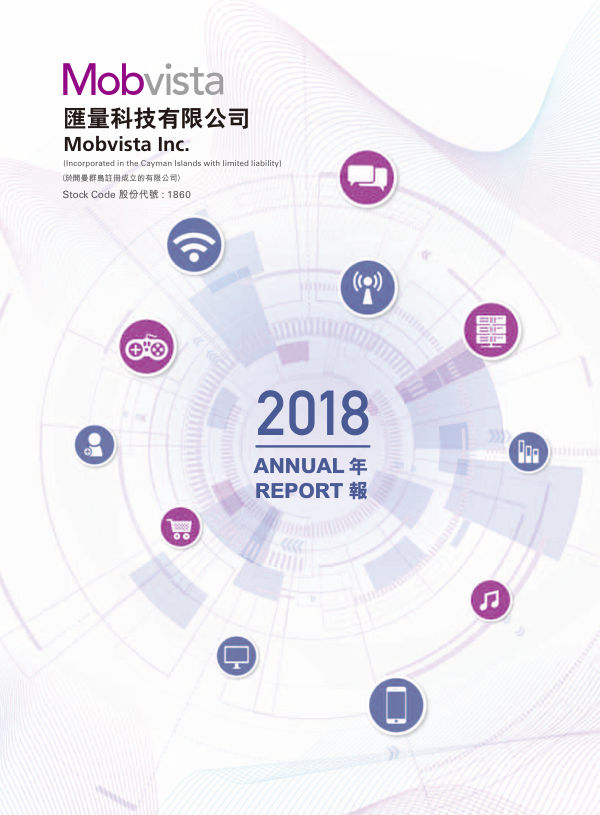 Mobvista
匯量科技有限公司
Mobvista Inc.
(Incorporated in the Cayman Islands with limited liability)
(於開曼群島註冊成立的有限公司)
Stock Code 股份代號 : 1860
2018
ANNUAL 年
REPORT 報